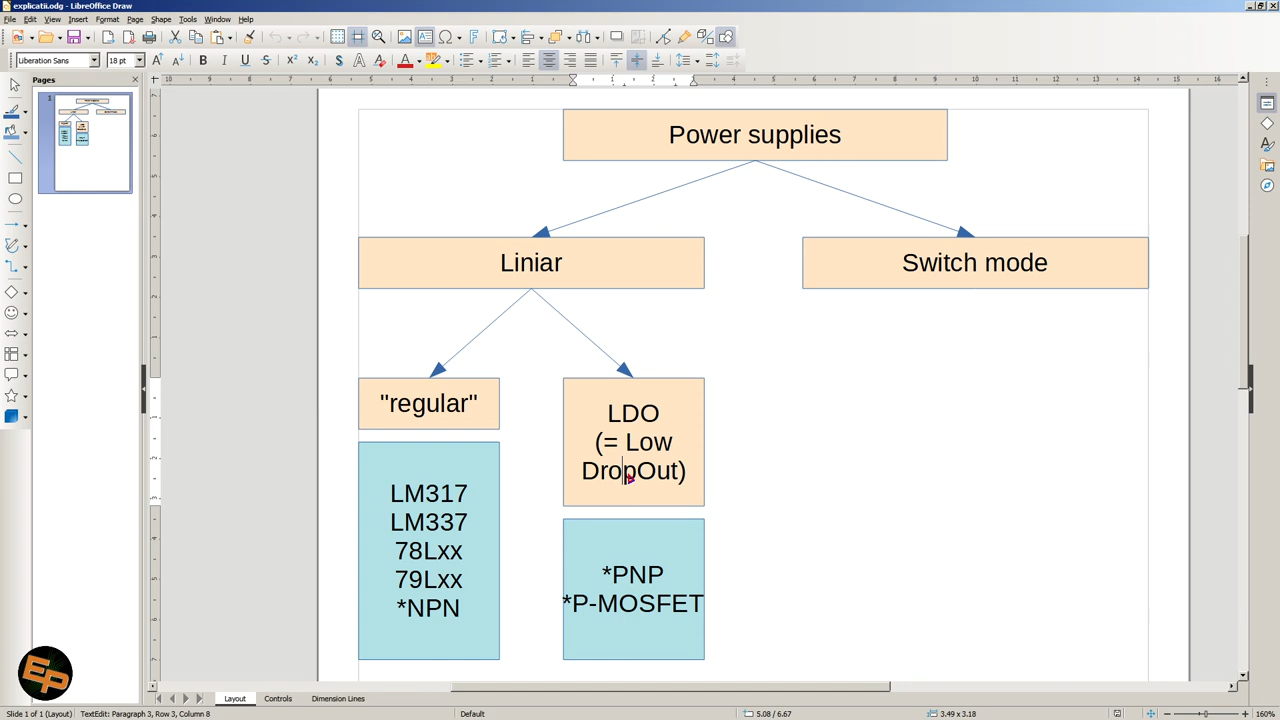 explicatii.odg - LibreOffice Draw
File Edit View Insert Format Page Shape Tools Window Help
Liberation Sans 18 pt
Pages
1
Power supplies
Liniar
Switch mode
"regular"
LDO
(= Low
DropOut)
LM317
LM337
78Lxx
79Lxx
*NPN
*PNP
*P-MOSFET
EP
Layout Controls Dimension Lines
Slide 1 of 1 (Layout) TextEdit: Paragraph 3, Row 3, Column 8 Default 5.08 / 6.67 3.49 x 3.18 160%